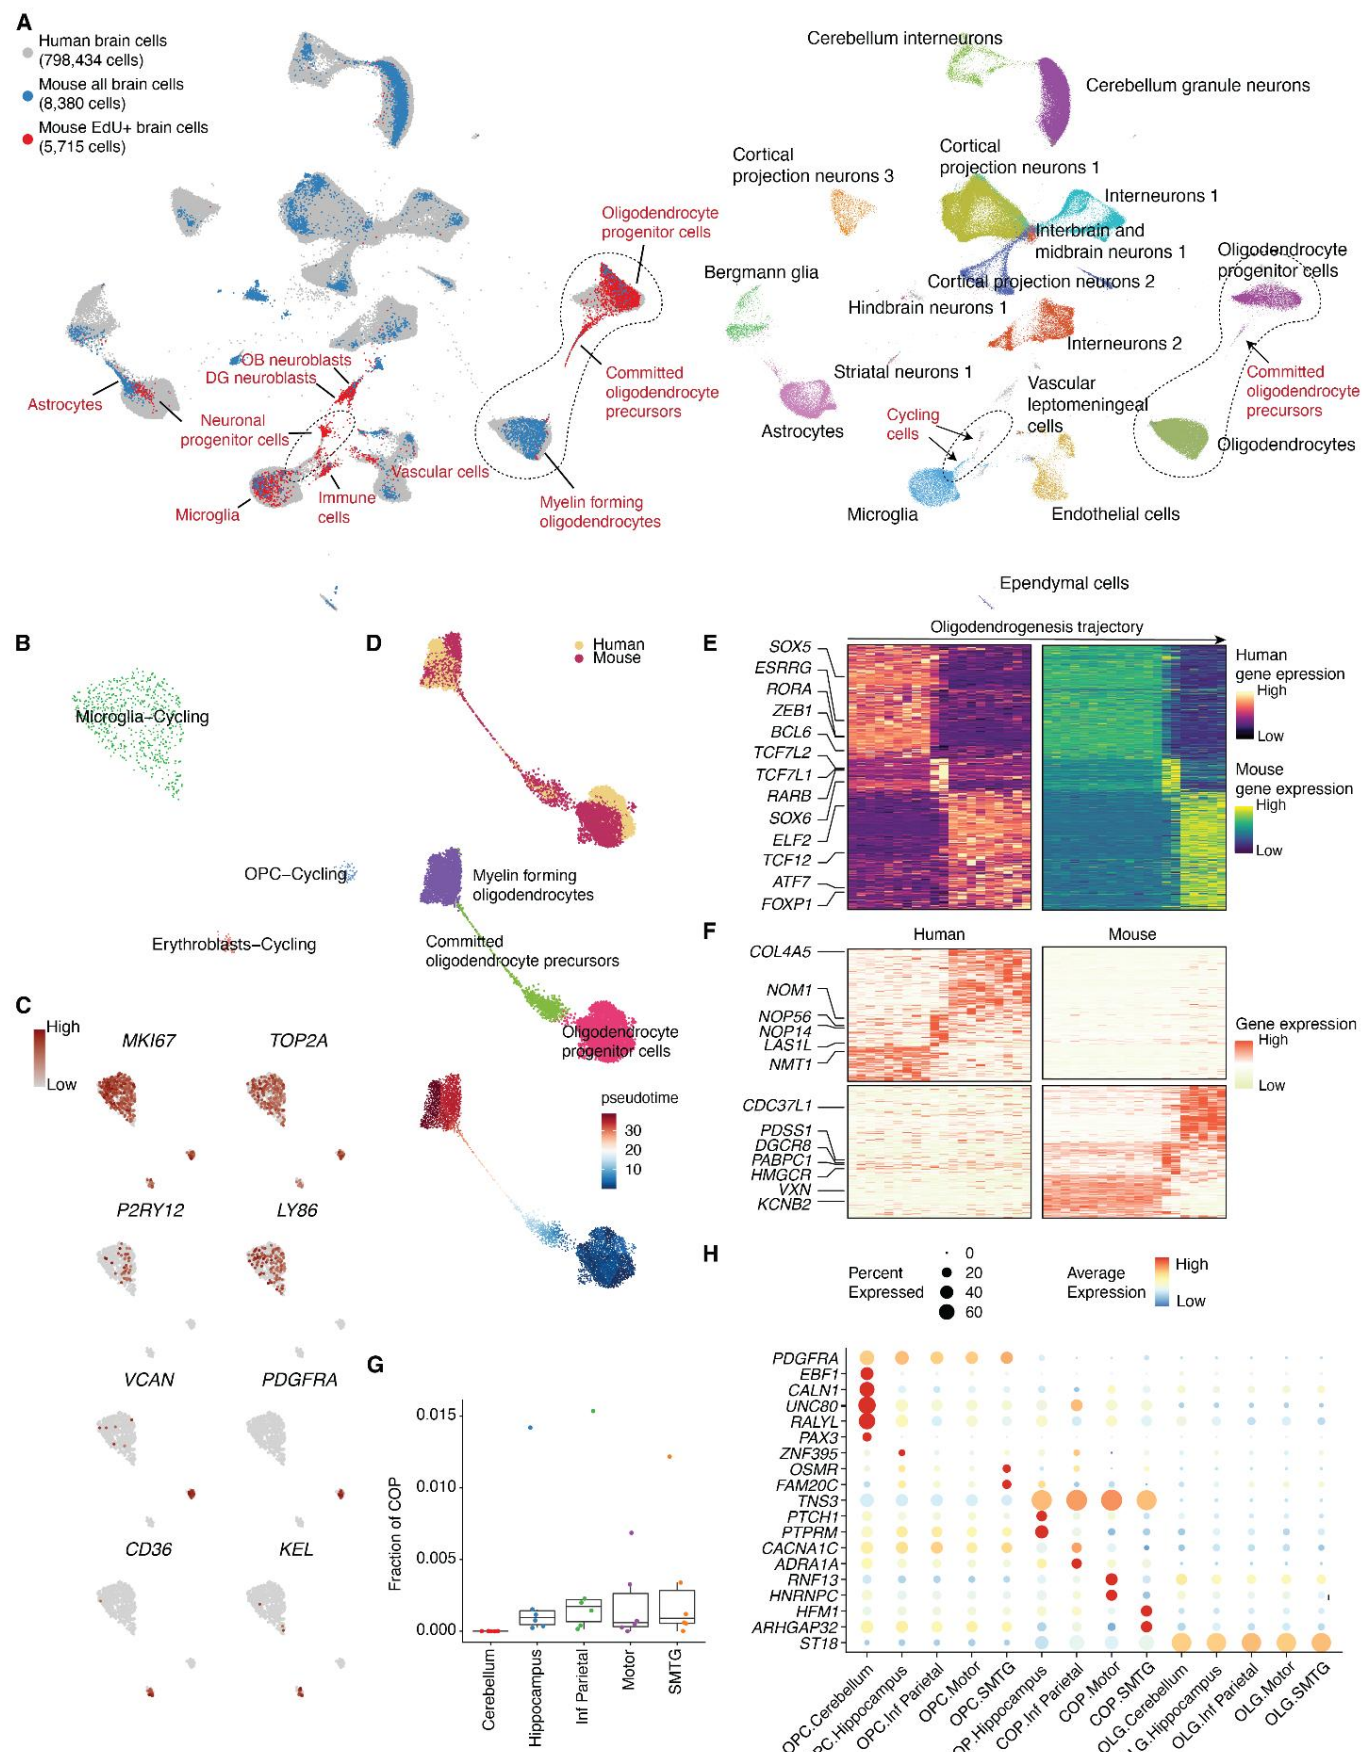 A
Human brain cells
(798,434 cells)
Mouse all brain cells
(8,380 cells)
Mouse EdU+ brain cells
(5,715 cells)
Oligodendrocyte
progenitor cells
OB neuroblasts
DG neuroblasts
Astrocytes
Neuronal
progenitor cells
Committed
oligodendrocyte
precursors
Vascular cells
Microglia
Immune
cells
Myelin forming
oligodendrocytes
Cerebellum interneurons
Cerebellum granule neurons
Cortical
projection neurons 3
Cortical
projection neurons 1
Interneurons 1
Interbrain and
midbrain neurons 1
Oligodendrocyte
progenitor cells
Bergmann glia
Cortical projection neurons 2
Hindbrain neurons 1
Interneurons 2
Striatal neurons 1
Vascular
leptomeningeal
cells
Committed
oligodendrocyte
precursors
Cycling
cells
Astrocytes
Oligodendrocytes
Microglia
Endothelial cells
Ependymal cells
B
Microglia-Cycling
OPC-Cycling
Erythroblasts-Cycling
C
High
Low
MKI67
TOP2A
P2RY12
LY86
VCAN
PDGFRA
CD36
KEL
D
Human
Mouse
Myelin forming
oligodendrocytes
Committed
oligodendrocyte precursors
Oligodendrocyte
progenitor cells
pseudotime
30
20
10
E
Oligodendrogenesis trajectory
SOX5
ESRRG
RORA
ZEB1
BCL6
TCF7L2
TCF7L1
RARB
SOX6
ELF2
TCF12
ATF7
FOXP1
Human
gene epression
High
Low
Mouse
gene expression
High
Low
F
Human
Mouse
COL4A5
NOM1
NOP56
NOP14
LAS1L
NMT1
CDC37L1
PDSS1
DGCR8
PABPC1
HMGCR
VXN
KCNB2
Gene expression
High
Low
G
Fraction of COP
0.015
0.010
0.005
0.000
Cerebellum
Hippocampus
Inf Parietal
Motor
SMTG
H
Percent
Expressed
0
20
40
60
Average
Expression
High
Low
PDGFRA
EBF1
CALN1
UNC80
RALYL
PAX3
ZNF395
OSMR
FAM20C
TNS3
PTCH1
PTPRM
CACNA1C
ADRA1A
RNF13
HNRNPC
HFM1
ARHGAP32
ST18
OPC.Cerebellum
PC.Hippocampus
OPC.Inf Parietal
OPC.Motor
OPC.SMTG
OP.Hippocampus
COP.Inf Parietal
COP.Motor
COP.SMTG
OLG.Cerebellum
LG.Hippocampus
OLG.Inf Parietal
OLG.Motor
OLG.SMTG